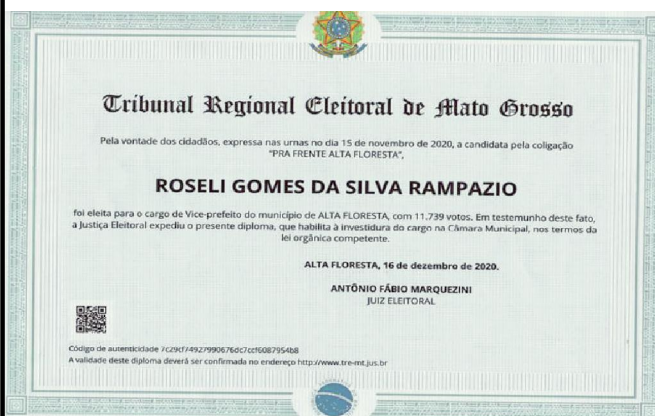 Tribunal Regional Eleitoral de Mato Grosso
Pela vontade dos cidadãos, expressa nas urnas no dia 15 de novembro de 2020, a candidata pela coligação
"PRA FRENTE ALTA FLORESTA",
ROSELI GOMES DA SILVA RAMPAZIO
foi eleita para o cargo de Vice-prefeito do município de ALTA FLORESTA, com 11.739 votos. Em testemunho deste fato,
a Justiça Eleitoral expediu o presente diploma, que habilita à investidura do cargo na Câmara Municipal, nos termos da
lei orgânica competente.
ALTA FLORESTA, 16 de dezembro de 2020.
ANTÔNIO FÁBIO MARQUEZINI
JUIZ ELEITORAL
Código de autenticidade
A validade deste diploma deverá ser confirmada no endereço http://www.tre-mt.jus.br